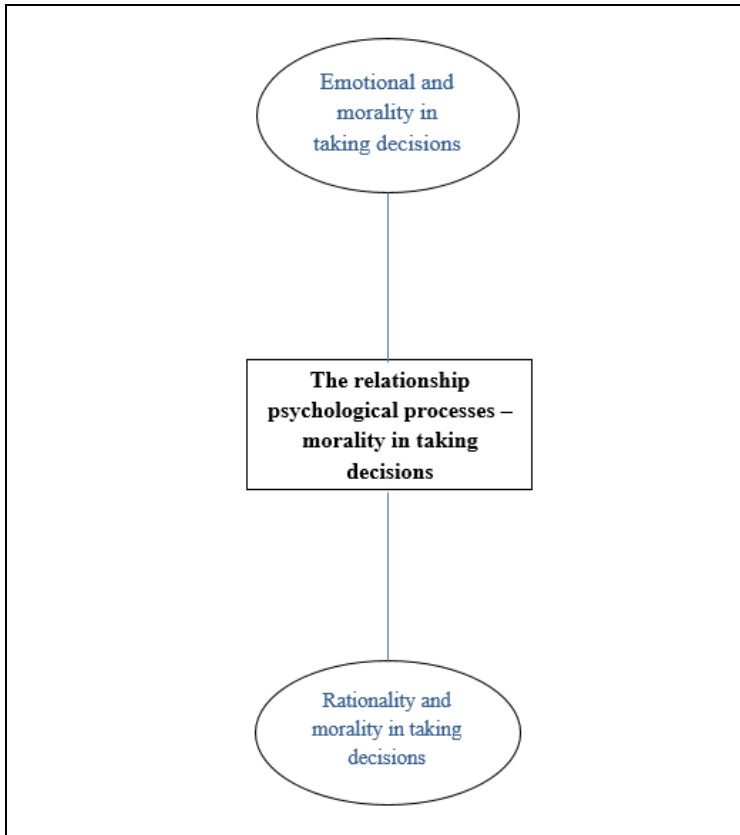 Emotional and
morality in
taking decisions
The relationship
psychological processes –
morality in taking
decisions
Rationality and
morality in taking
decisions